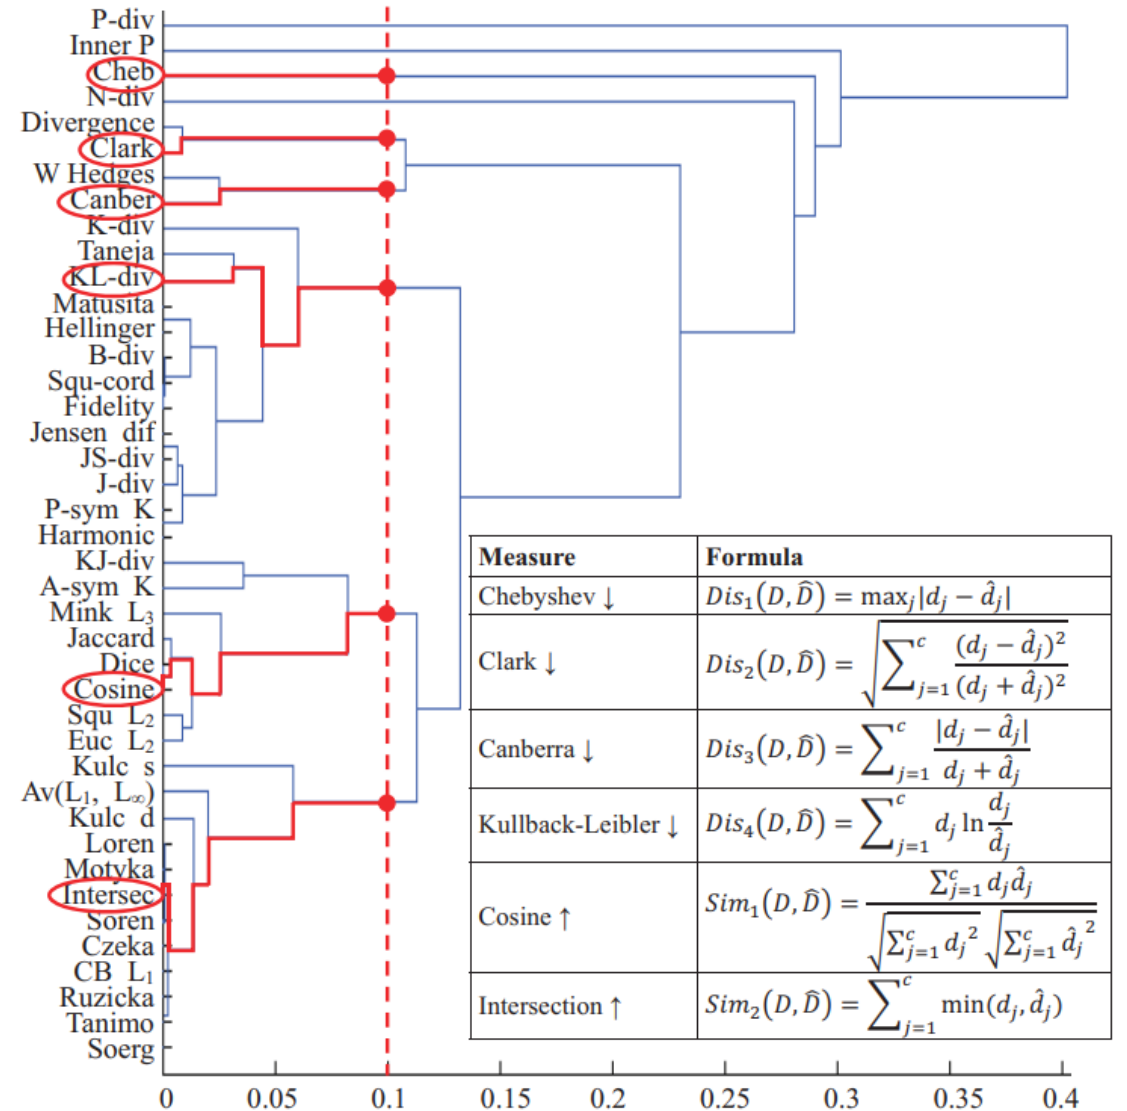 P-div
Inner P
Cheb
N-div
Divergence
Clark
W Hedges
Canber
K-div
Taneja
KL-div
Matusita
Hellinger
B-div
Squ-cord
Fidelity
Jensen dif
JS-div
J-div
P-sym K
Harmonic
KJ-div
A-sym K
Mink L₃
Jaccard
Dice
Cosine
Squ L₂
Euc L₂
Kulc s
Av(L₁, L∞)
Kulc d
Loren
Motyka
Intersec
Soren
Czeka
CB L₁
Ruzicka
Tanimo
Soerg
0 0.05 0.1 0.15 0.2 0.25 0.3 0.35 0.4
Measure Formula
Chebyshev ↓ Dis₁(D, D̂) = maxⱼ|dⱼ − d̂ⱼ|
Clark ↓ Dis₂(D, D̂) = √(∑ᶜⱼ₌₁ (dⱼ − d̂ⱼ)² / (dⱼ + d̂ⱼ)²)
Canberra ↓ Dis₃(D, D̂) = ∑ᶜⱼ₌₁ |dⱼ − d̂ⱼ| / dⱼ + d̂ⱼ
Kullback-Leibler ↓ Dis₄(D, D̂) = ∑ᶜⱼ₌₁ dⱼ ln dⱼ / d̂ⱼ
Cosine ↑ Sim₁(D, D̂) = ∑ᶜⱼ₌₁ dⱼd̂ⱼ / √(∑ᶜⱼ₌₁ dⱼ²) √(∑ᶜⱼ₌₁ d̂ⱼ²)
Intersection ↑ Sim₂(D, D̂) = ∑ᶜⱼ₌₁ min(dⱼ, d̂ⱼ)